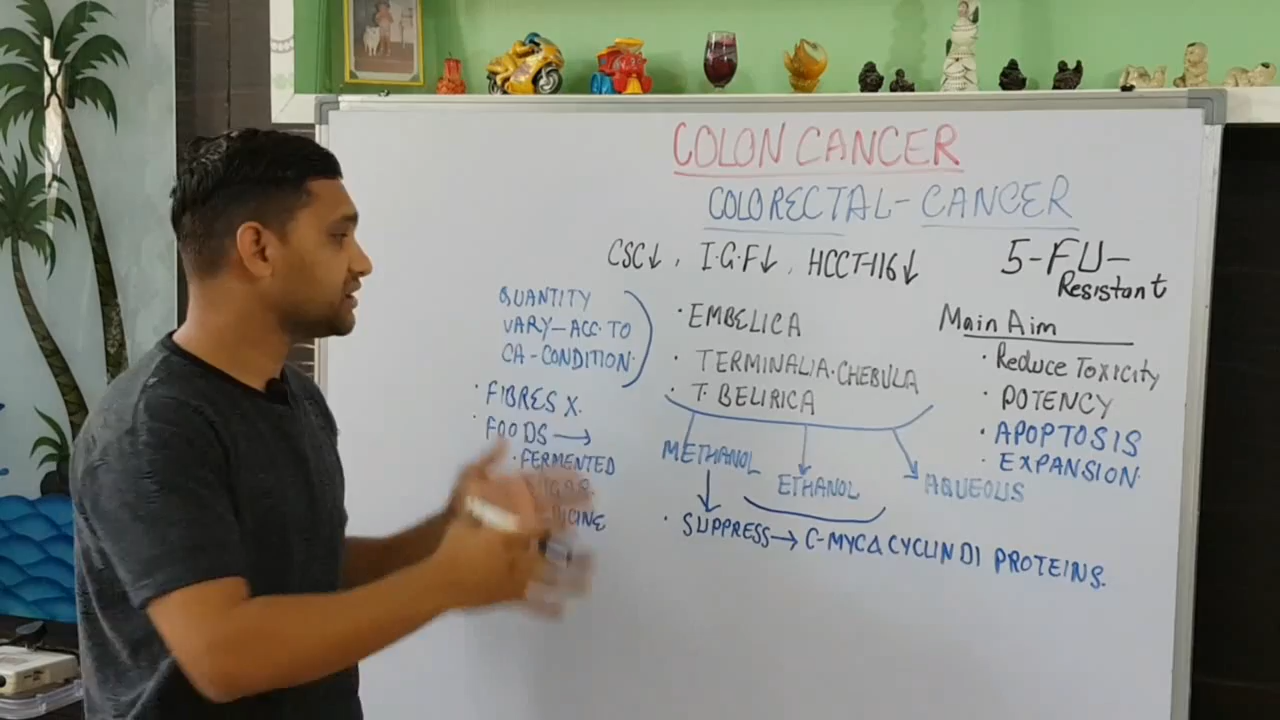 COLON CANCER
COLORECTAL-CANCER
CSC↓, I.G.F↓, HCCT-116↓
5-FU-
Resistant
QUANTITY
VARY-ACC.TO
CA-CONDITION.
• FIBRES X.
• FOODS →
• FERMENTED
• EMBELICA
• TERMINALIA.CHEBULA
• T. BELIRICA
METHANOL
ETHANOL
AQUEOUS
• SUPPRESS → C-MYC & CYCLIN D1 PROTEINS.
Main Aim
• Reduce Toxicity
• POTENCY
• APOPTOSIS
• EXPANSION.